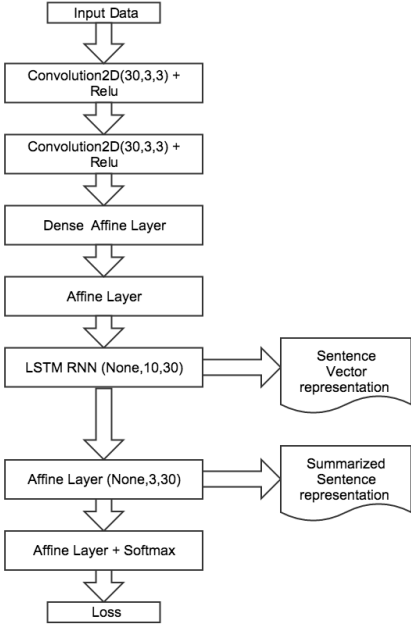 Input Data
Convolution2D(30,3,3) +
Relu
Convolution2D(30,3,3) +
Relu
Dense Affine Layer
Affine Layer
LSTM RNN (None,10,30)
Sentence
Vector
representation
Affine Layer (None,3,30)
Summarized
Sentence
representation
Affine Layer + Softmax
Loss